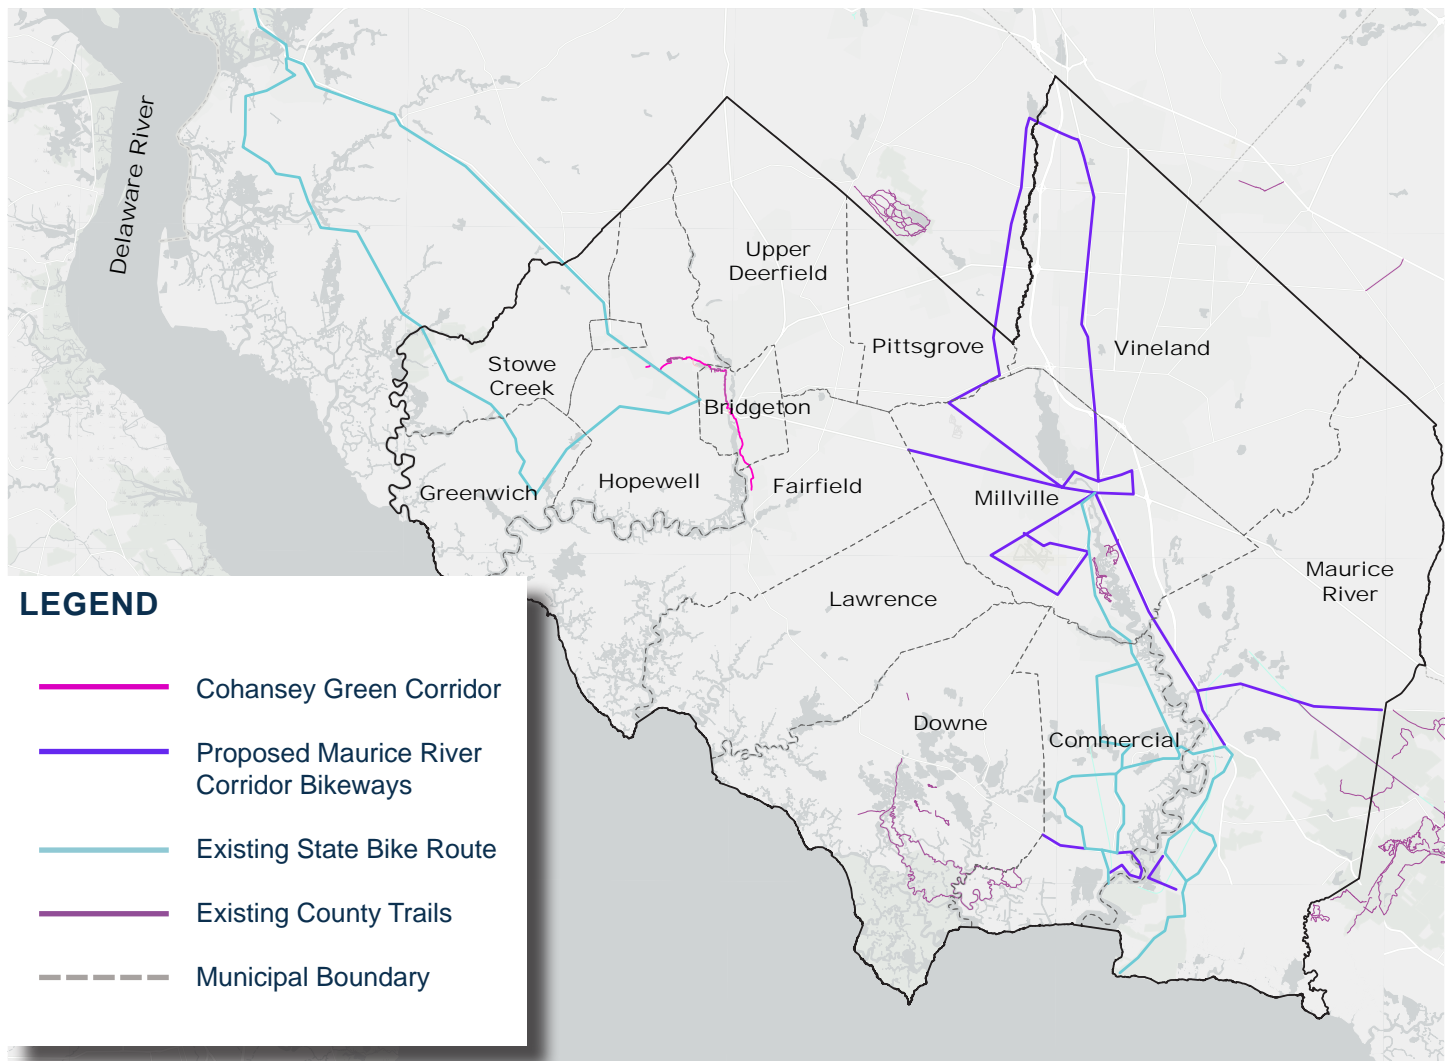 Delaware River
Upper
Deerfield
Pittsgrove
Vineland
Stowe
Creek
Bridgeton
Greenwich
Hopewell
Fairfield
Millville
Maurice
River
Lawrence
Downe
Commercial
LEGEND
Cohansey Green Corridor
Proposed Maurice River
Corridor Bikeways
Existing State Bike Route
Existing County Trails
Municipal Boundary